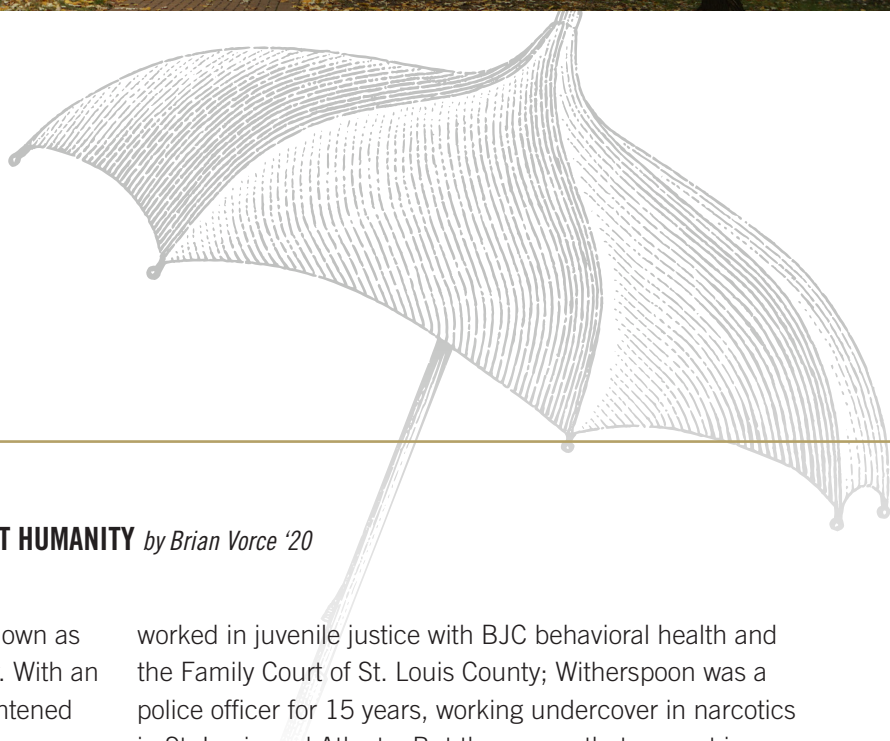 T HUMANITY by Brian Vorce ‘20
own as
. With an
ntened
worked in juvenile justice with BJC behavioral health and
the Family Court of St. Louis County; Witherspoon was a
police officer for 15 years, working undercover in narcotics